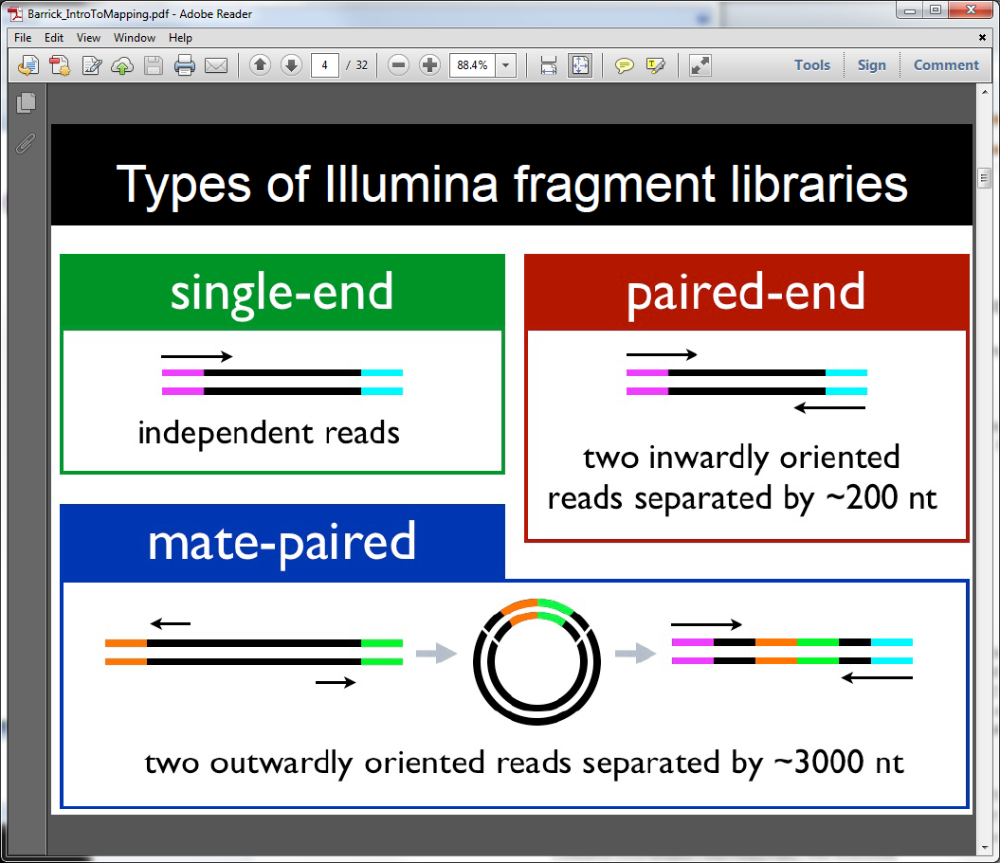 Barrick_IntroToMapping.pdf - Adobe Reader
File Edit View Window Help
4 / 32 88.4% Tools Sign Comment
Types of Illumina fragment libraries
single-end
independent reads
paired-end
two inwardly oriented
reads separated by ~200 nt
mate-paired
two outwardly oriented reads separated by ~3000 nt